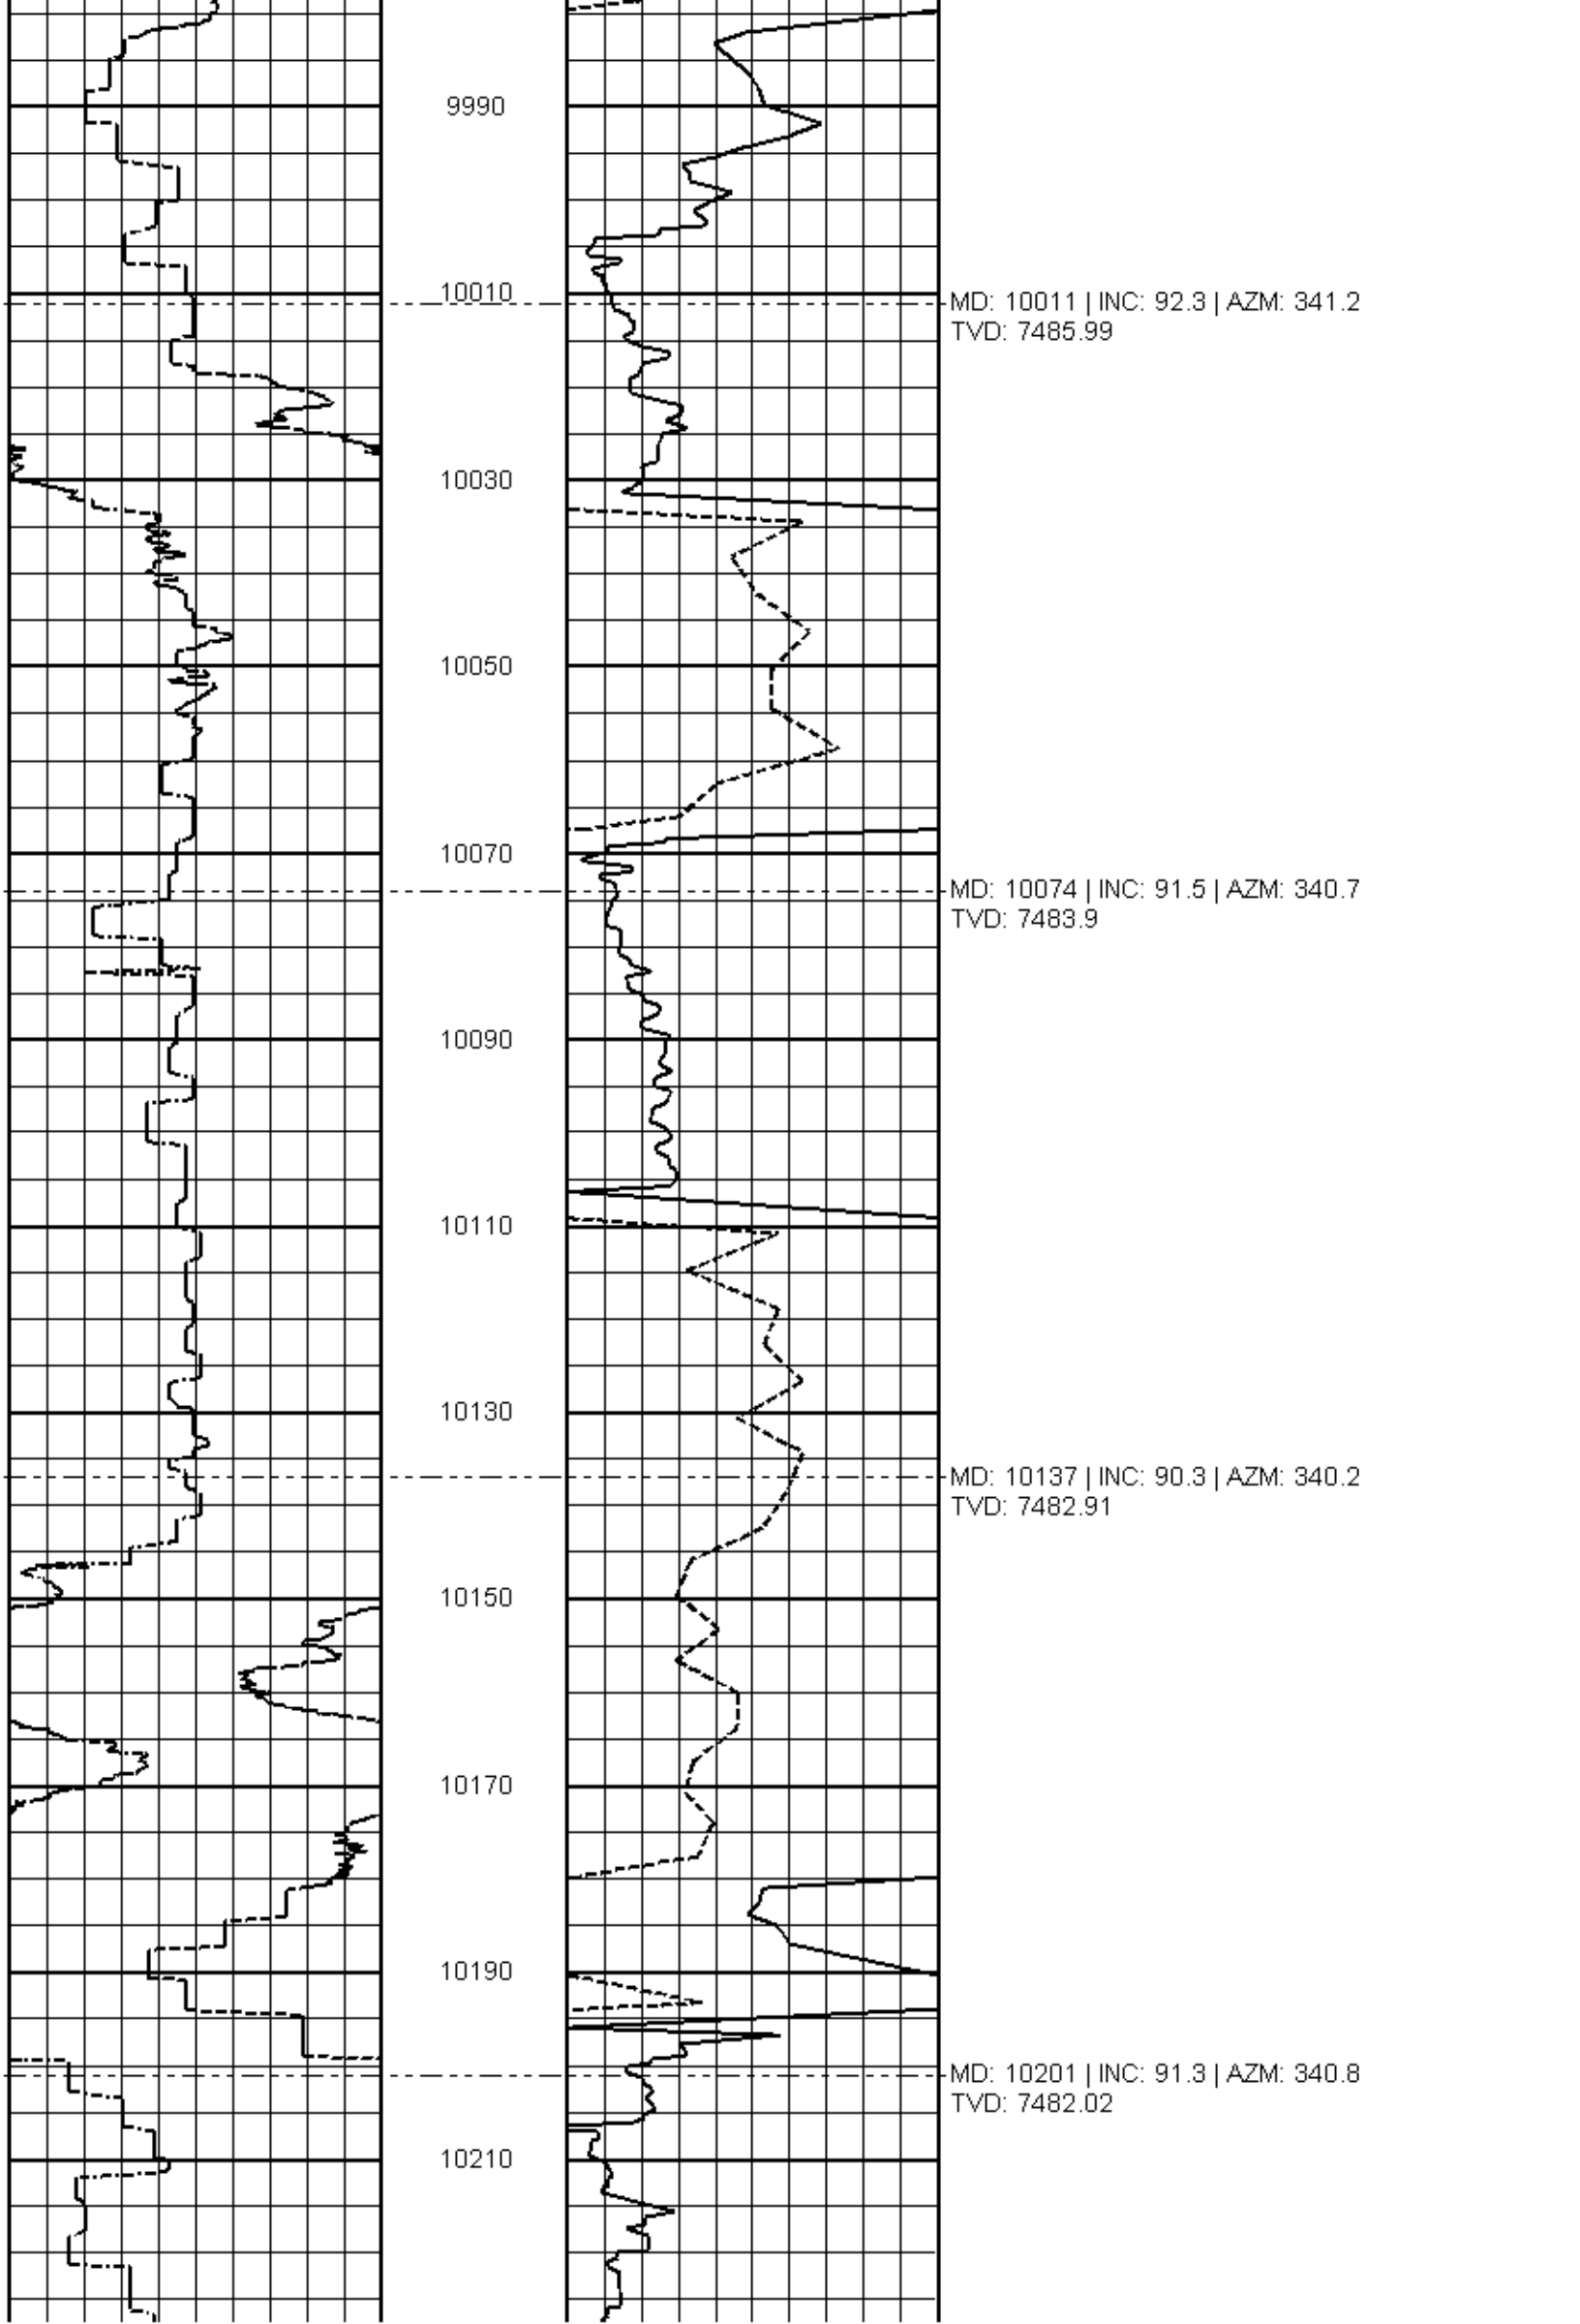 9990
10010
MD: 10011 | INC: 92.3 | AZM: 341.2
TVD: 7485.99
10030
10050
10070
MD: 10074 | INC: 91.5 | AZM: 340.7
TVD: 7483.9
10090
10110
10130
MD: 10137 | INC: 90.3 | AZM: 340.2
TVD: 7482.91
10150
10170
10190
MD: 10201 | INC: 91.3 | AZM: 340.8
TVD: 7482.02
10210